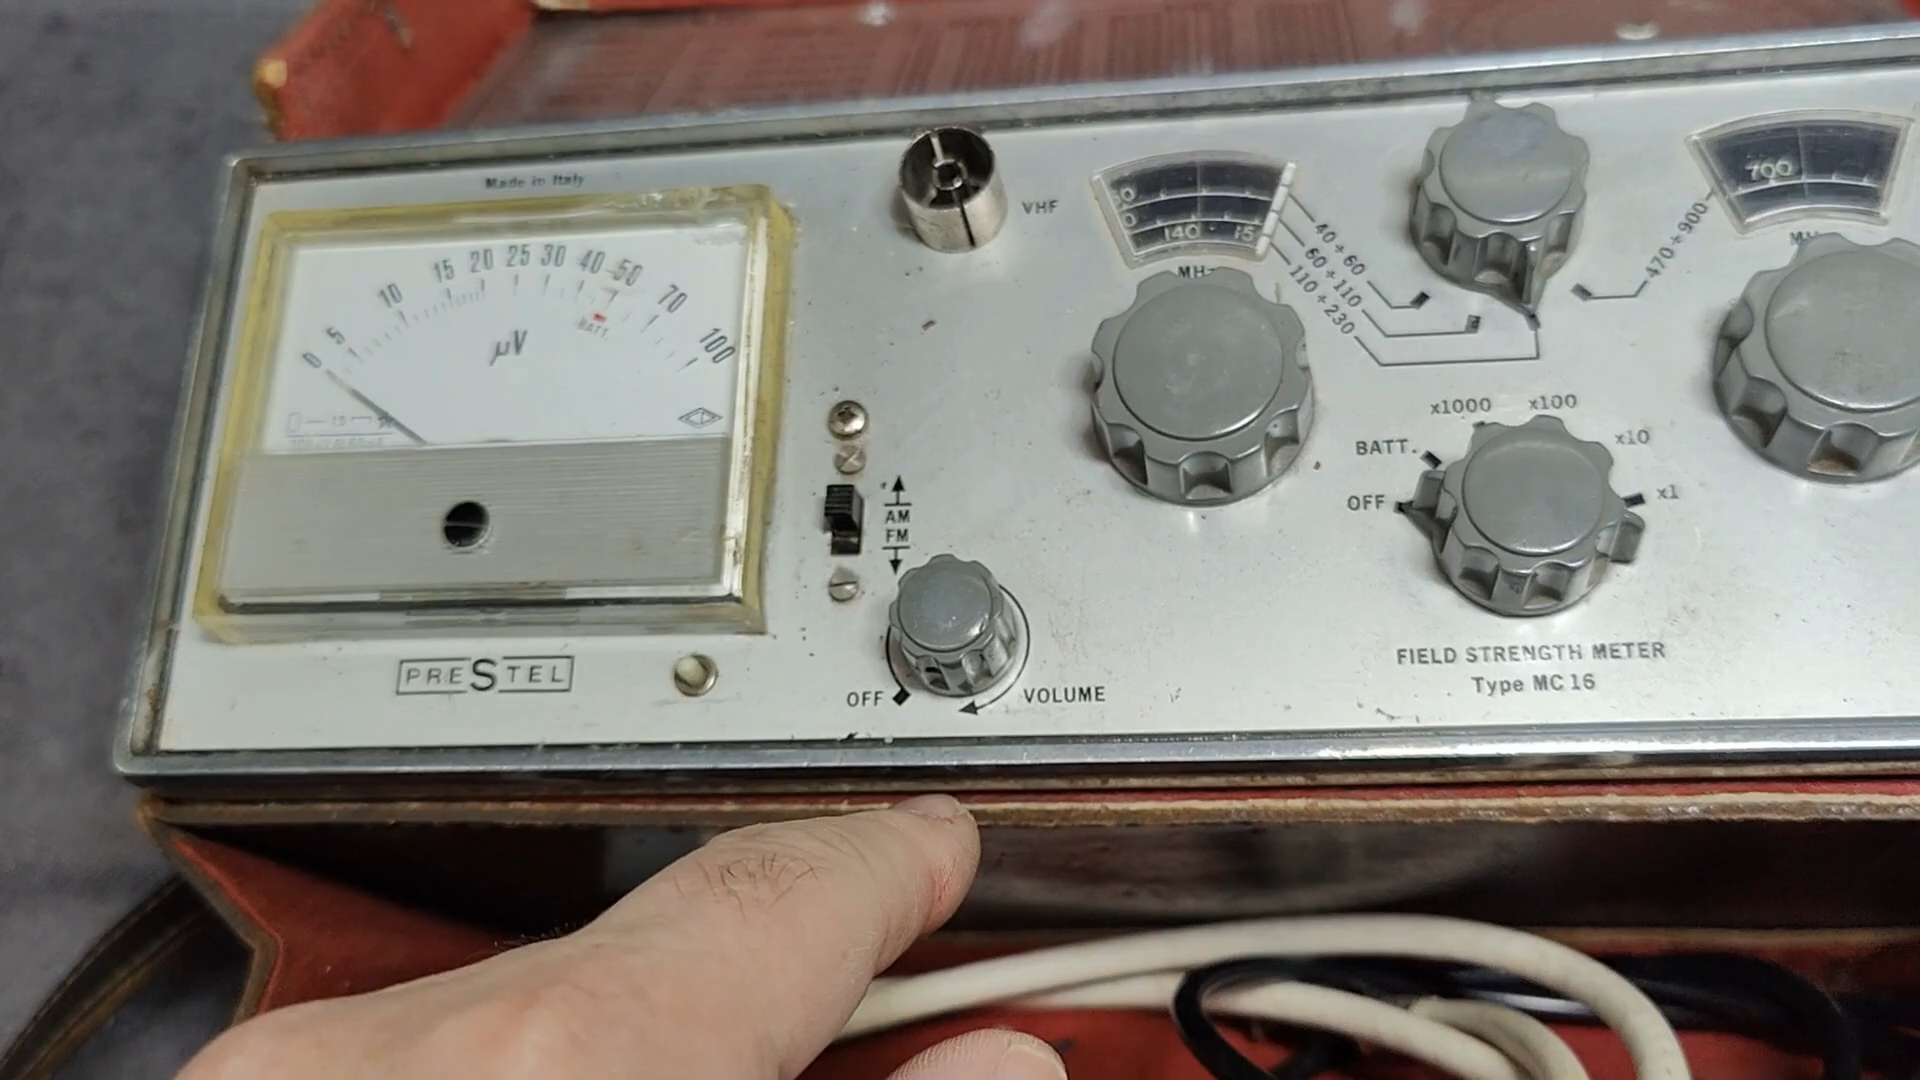 Made in Italy
0 5 10 15 20 25 30 40 50 70 100
BATT.
µV
PRESTEL
VHF
AM
FM
OFF
VOLUME
140 15
MHz
40÷60
60÷110
110÷230
470÷900
700
x1000
x100
x10
x1
BATT.
OFF
FIELD STRENGTH METER
Type MC 16